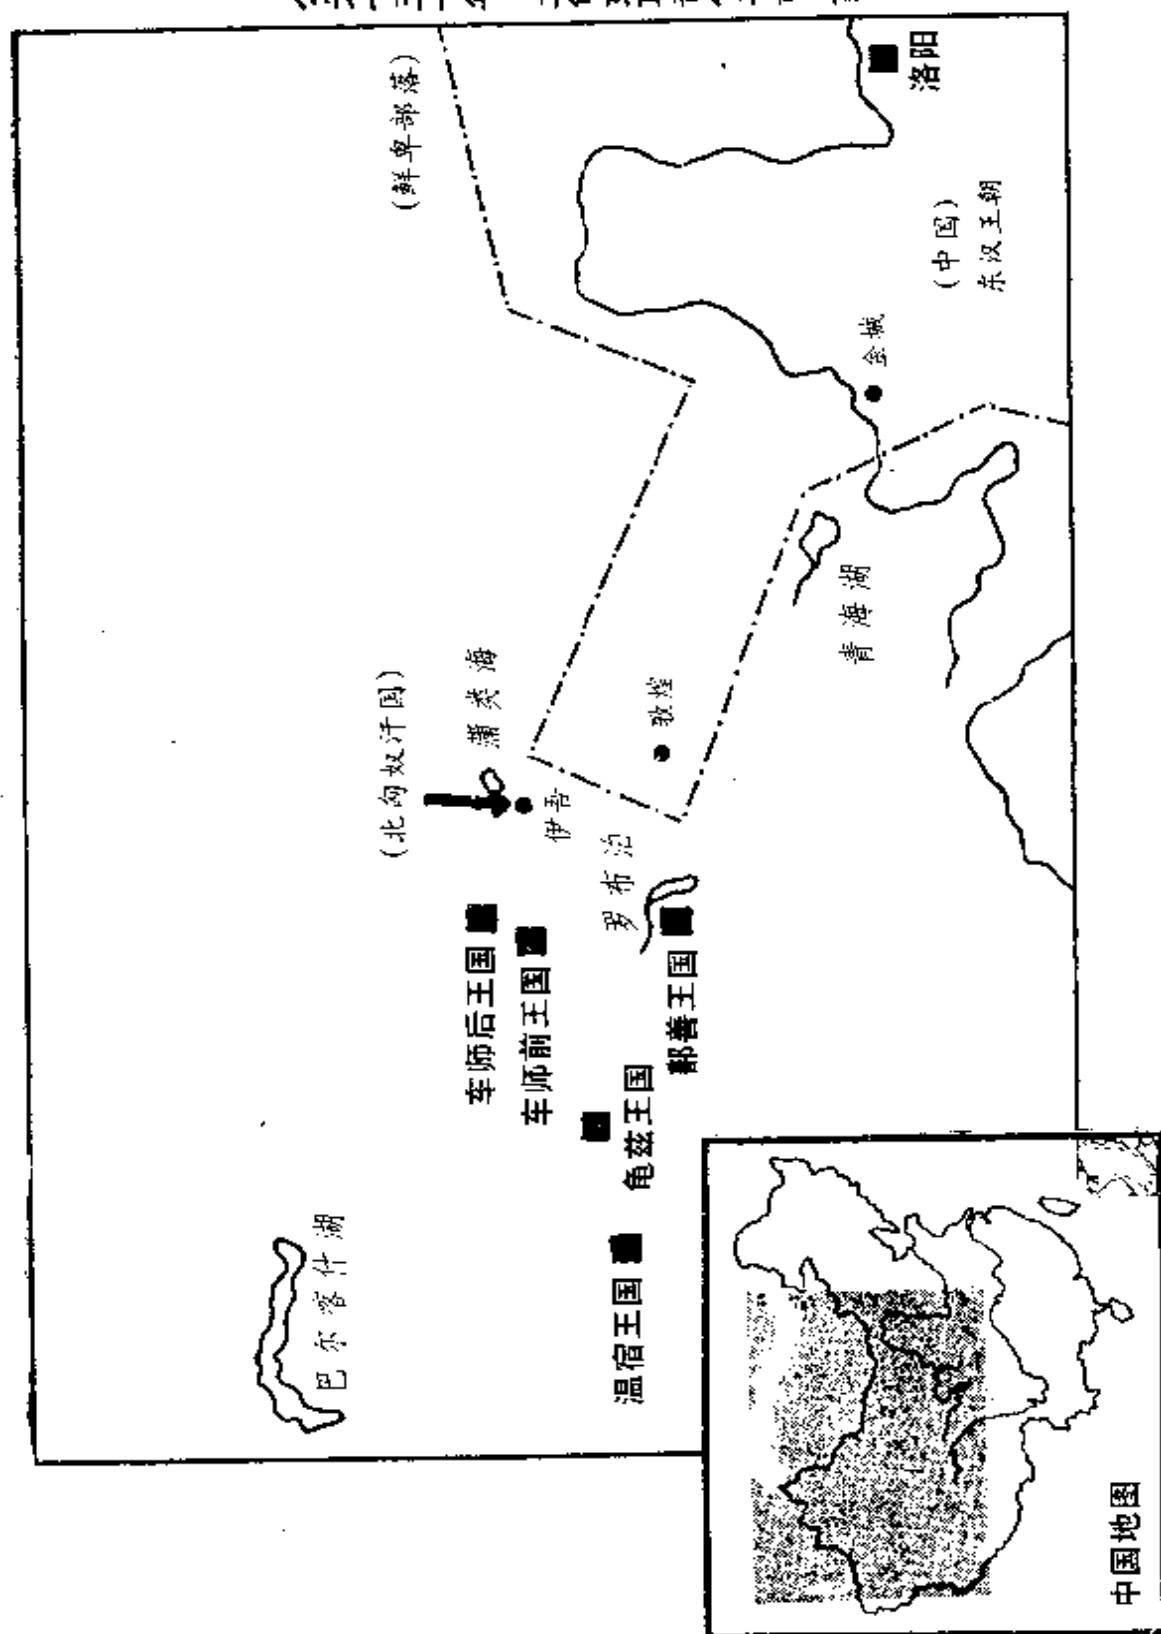 (鲜卑部落)
洛阳
(中国)
东汉王朝
金城
青海湖
敦煌
(北匈奴汗国)
蒲类海
伊吾
罗布泊
车师后王国
车师前王国
鄯善王国
龟兹王国
温宿王国
巴尔喀什湖
中国地图